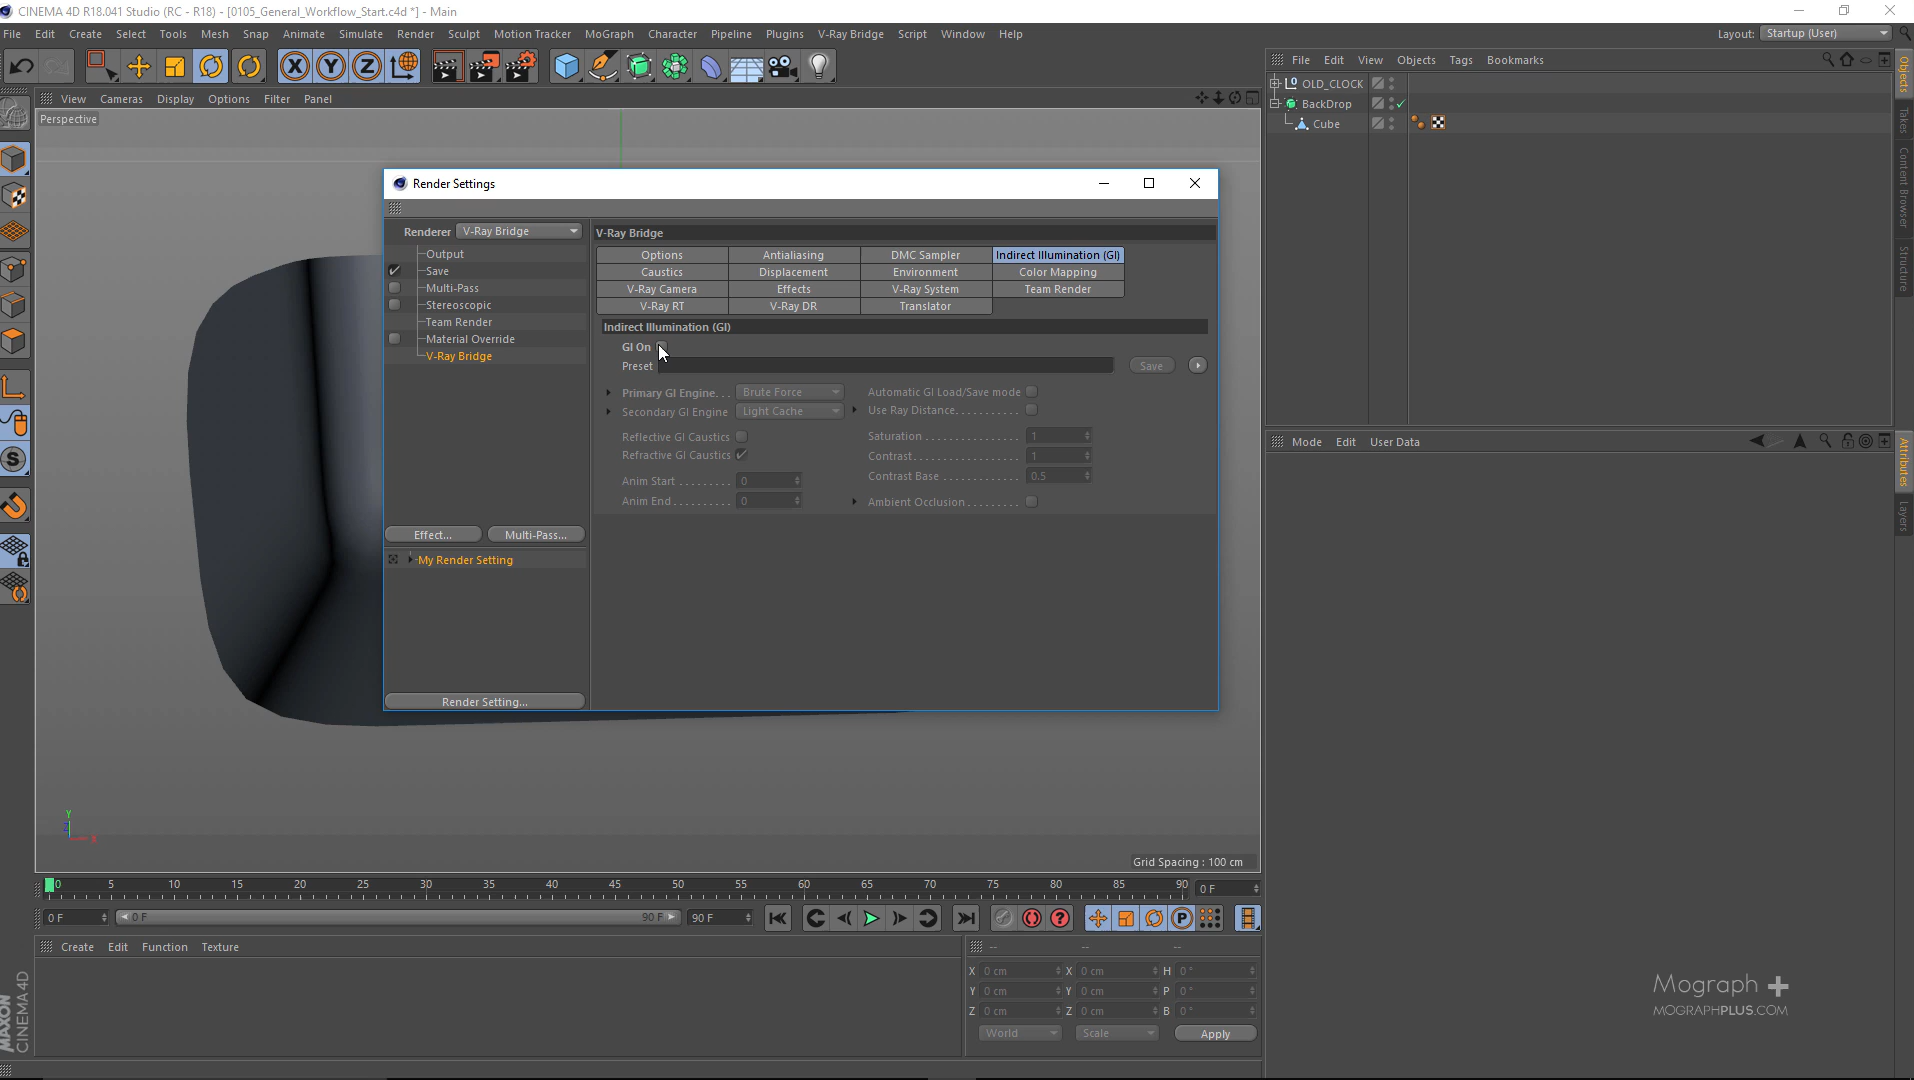 CINEMA 4D R18.041 Studio (RC - R18) - [0105_General_Workflow_Start.c4d *] - Main
File Edit Create Select Tools Mesh Snap Animate Simulate Render Sculpt Motion Tracker MoGraph Character Pipeline Plugins V-Ray Bridge Script Window Help
Layout: Startup (User)
File Edit View Objects Tags Bookmarks
View Cameras Display Options Filter Panel
Perspective
OLD_CLOCK
BackDrop
Cube
Objects
Takes
Content Browser
Structure
Render Settings
Renderer V-Ray Bridge
Output
Save
Multi-Pass
Stereoscopic
Team Render
Material Override
V-Ray Bridge
Effect... Multi-Pass...
My Render Setting
Render Setting...
V-Ray Bridge
Options Antialiasing DMC Sampler Indirect Illumination (GI)
Caustics Displacement Environment Color Mapping
V-Ray Camera Effects V-Ray System Team Render
V-Ray RT V-Ray DR Translator
Indirect Illumination (GI)
GI On
Preset Save
Primary GI Engine. . . Brute Force Automatic GI Load/Save mode
Secondary GI Engine Light Cache Use Ray Distance. . . . . . . . . . .
Reflective GI Caustics Saturation . . . . . . . . . . . . . . . . 1
Refractive GI Caustics Contrast. . . . . . . . . . . . . . . . . . 1
Anim Start . . . . . . . . Contrast Base . . . . . . . . . . . . . 0.5
0
Anim End. . . . . . . . . . 0 Ambient Occlusion. . . . . . . . .
Mode Edit User Data
Attributes
Layers
Y
Z
X
Grid Spacing : 100 cm
0 5 10 15 20 25 30 35 40 45 50 55 60 65 70 75 80 85 90 0 F
0 F 0 F 90 F 90 F
P
Create Edit Function Texture
-- -- --
X 0 cm X 0 cm H 0 °
Y 0 cm Y 0 cm P 0 °
Z 0 cm Z 0 cm B 0 °
World Scale Apply
MAXON
CINEMA 4D
Mograph +
MOGRAPHPLUS.COM